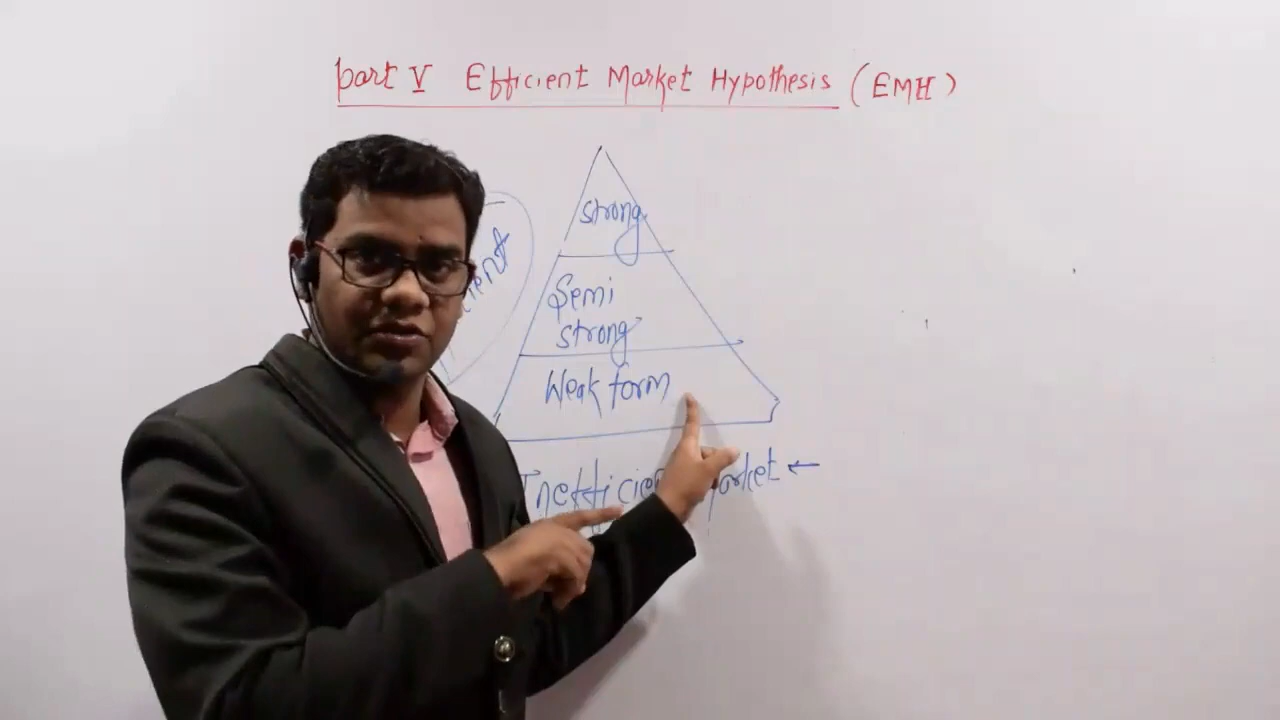 Part V Efficient Market Hypothesis (EMH)
strong
Semi
strong
Weak form